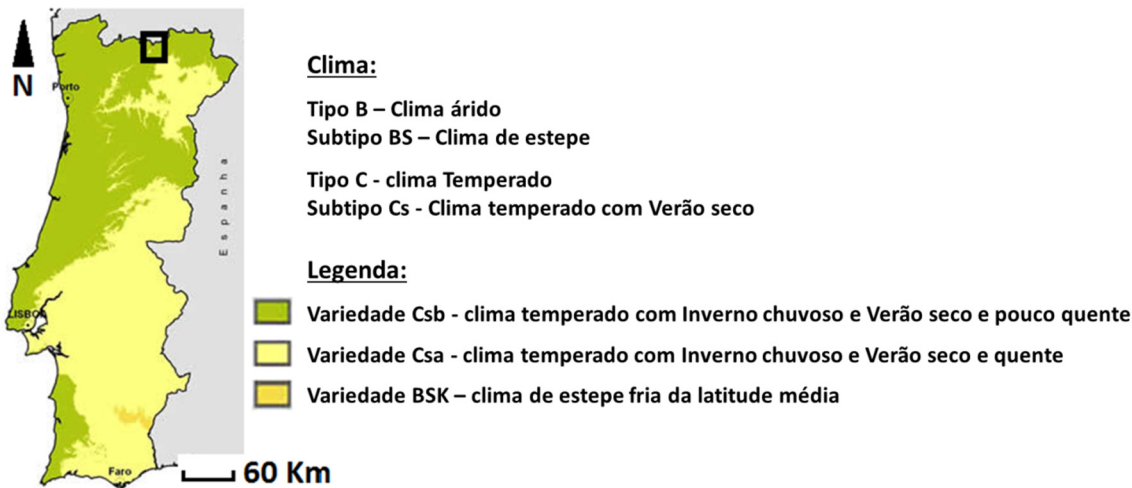 N
Porto
Espanha
LISBOA
Faro
60 Km
Clima:
Tipo B – Clima árido
Subtipo BS – Clima de estepe
Tipo C - clima Temperado
Subtipo Cs - Clima temperado com Verão seco
Legenda:
Variedade Csb - clima temperado com Inverno chuvoso e Verão seco e pouco quente
Variedade Csa - clima temperado com Inverno chuvoso e Verão seco e quente
Variedade BSK – clima de estepe fria da latitude média